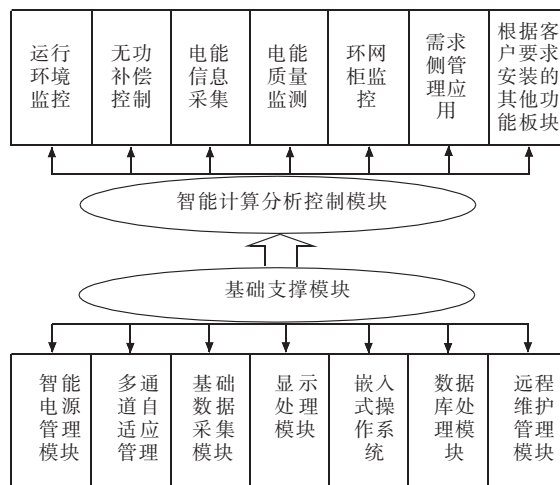 运行
环境
监控
无功
补偿
控制
电能
信息
采集
电能
质量
监测
环网
柜监
控
需求
侧管
理应
用
根据客
户要求
安装的
其他功
能板块
智能计算分析控制模块
基础支撑模块
智能
电源
管理
模块
多通
道自
适应
管理
基础
数据
采集
模块
显示
处理
模块
嵌入
式操
作系
统
数据
库处
理模
块
远程
维护
管理
模块